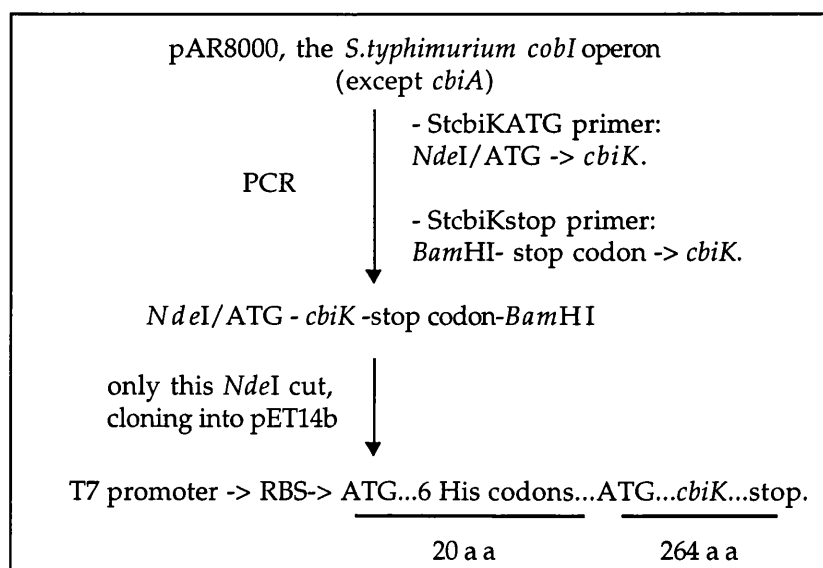 pAR8000, the S.typhimurium cobI operon
(except cbiA)
- StcbiKATG primer:
NdeI/ATG -> cbiK.
PCR
- StcbiKstop primer:
BamHI- stop codon -> cbiK.
NdeI/ATG - cbiK -stop codon-BamHI
only this NdeI cut,
cloning into pET14b
T7 promoter -> RBS-> ATG...6 His codons...ATG...cbiK...stop.
20 aa 264 aa